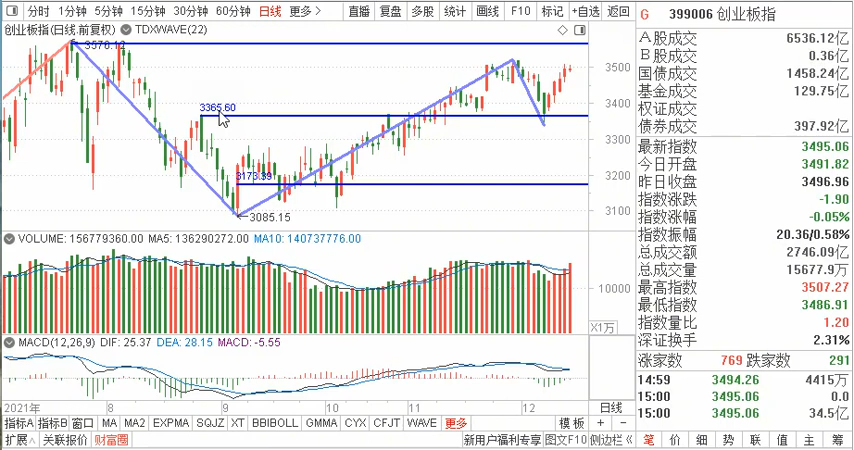 分时 1分钟 5分钟 15分钟 30分钟 60分钟 日线 更多 > 直播 复盘 多股 统计 画线 F10 标记 +自选 返回
G 399006 创业板指
创业板指(日线.前复权) TDXWAVE(22)
3576.12
3365.60
3173.39
3085.15
3500
3400
3300
3200
3100
VOLUME: 156779360.00 MA5: 136290272.00 MA10: 140737776.00
10000
X1万
MACD(12,26,9) DIF: 25.37 DEA: 28.15 MACD: -5.55
2021年 8 9 10 11 12 日线
指标A 指标B 窗口 MA MA2 EXPMA SQJZ XT BBIBOLL GMMA CYX CFJT WAVE 更多 模板 + −
扩展∧ 关联报价 财富圈 新用户福利专享 图文F10 侧边栏《
A股成交 6536.12亿
B股成交 0.36亿
国债成交 1458.24亿
基金成交 129.75亿
权证成交
债券成交 397.92亿
最新指数 3495.06
今日开盘 3491.82
昨日收盘 3496.96
指数涨跌 -1.90
指数涨幅 -0.05%
指数振幅 20.36/0.58%
总成交额 2746.09亿
总成交量 15677.9万
最高指数 3507.27
最低指数 3486.91
指数量比 1.20
深证换手 2.31%
涨家数 769 跌家数 291
14:59 3494.26 4415万
15:00 3495.06 0.0
15:00 3495.06 34.5亿
笔 价 细 势 联 值 主 筹